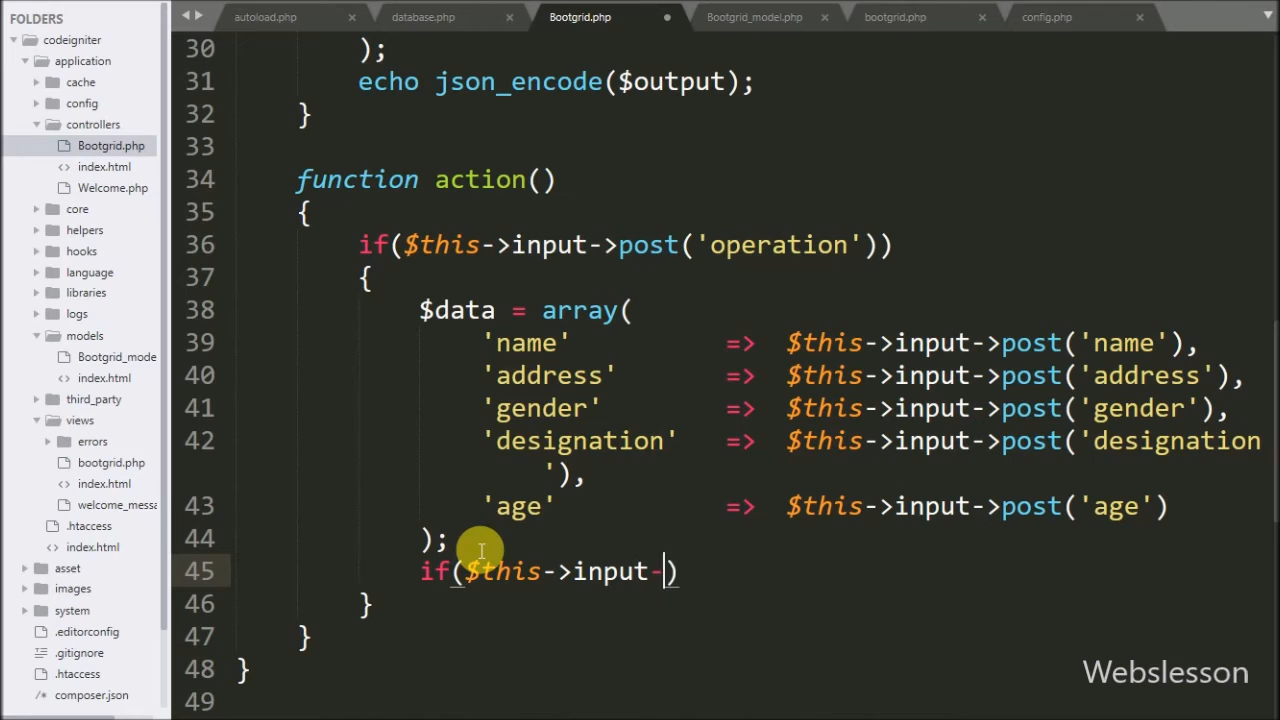 FOLDERS
codeigniter
application
cache
config
controllers
Bootgrid.php
index.html
Welcome.php
core
helpers
hooks
language
libraries
logs
models
Bootgrid_mode
index.html
third_party
views
errors
bootgrid.php
index.html
welcome_messa
.htaccess
index.html
asset
images
system
.editorconfig
.gitignore
.htaccess
composer.json
autoload.php × database.php × Bootgrid.php Bootgrid_model.php × bootgrid.php × config.php ×
30 );
31 echo json_encode($output);
32 }
33
34 function action()
35 {
36 if($this->input->post('operation'))
37 {
38 $data = array(
39 'name' => $this->input->post('name'),
40 'address' => $this->input->post('address'),
41 'gender' => $this->input->post('gender'),
42 'designation' => $this->input->post('designation
'),
43 'age' => $this->input->post('age')
44 );
45 if($this->input-)
46 }
47 }
48 }
49
Webslesson